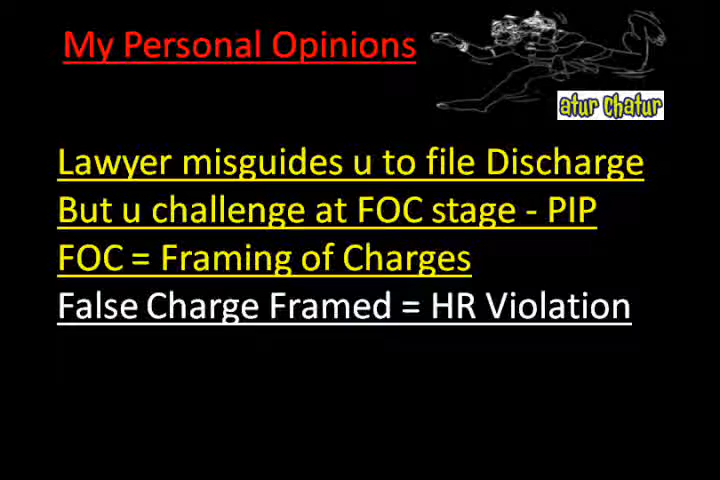 My Personal Opinions
atur chatur
Lawyer misguides u to file Discharge
But u challenge at FOC stage - PIP
FOC = Framing of Charges
False Charge Framed = HR Violation